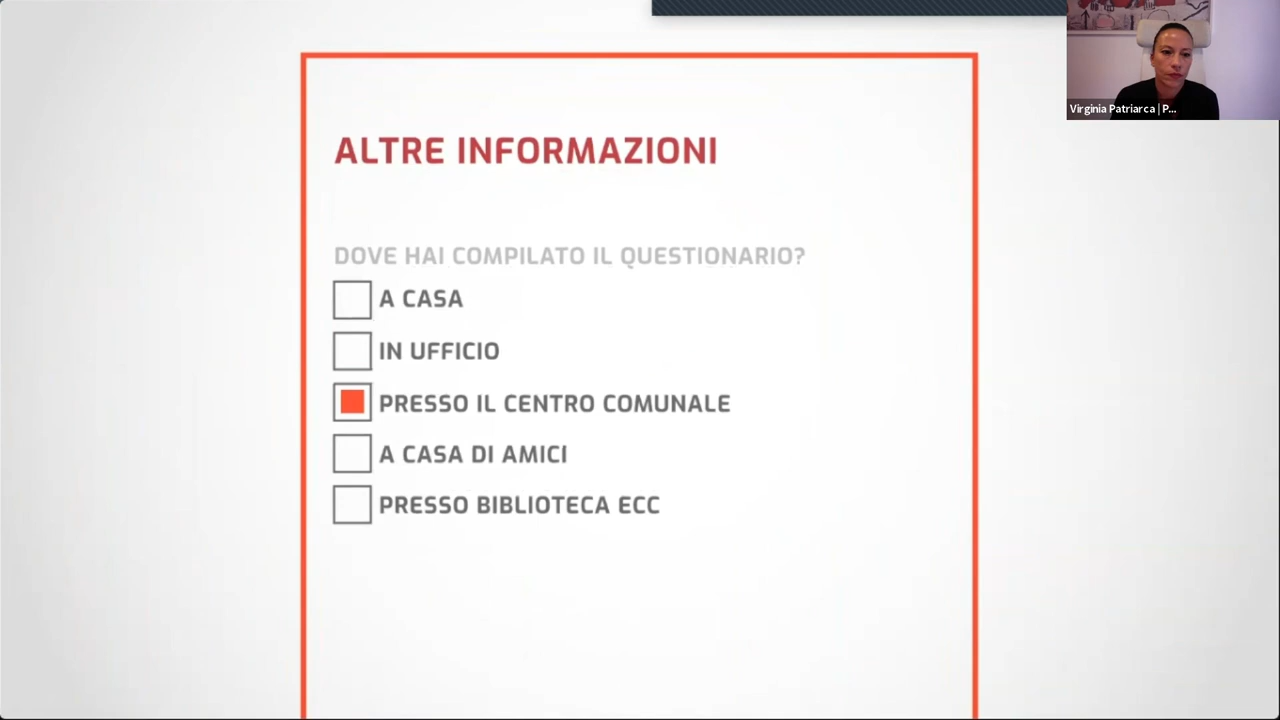 Virginia Patriarca | P...
ALTRE INFORMAZIONI
DOVE HAI COMPILATO IL QUESTIONARIO?
A CASA
IN UFFICIO
PRESSO IL CENTRO COMUNALE
A CASA DI AMICI
PRESSO BIBLIOTECA ECC